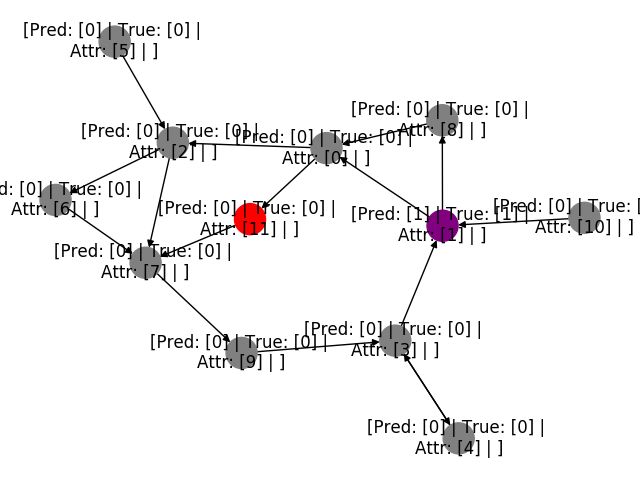 [Pred: [0] | True: [0] |
Attr: [5] | ]
[Pred: [0] | True: [0] |
Attr: [8] | ]
[Pred: [0] | True: [0] |
Attr: [2] | ]
[Pred: [0] | True: [0] |
Attr: [0] | ]
d: [0] | True: [0] |
Attr: [6] | ]
[Pred: [0] | True: [0] |
Attr: [11] | ]
[Pred: [1] | True: [1] |
Attr: [1] | ]
[Pred: [0] | True: [
Attr: [10] | ]
[Pred: [0] | True: [0] |
Attr: [7] | ]
[Pred: [0] | True: [0] |
Attr: [9] | ]
[Pred: [0] | True: [0] |
Attr: [3] | ]
[Pred: [0] | True: [0] |
Attr: [4] | ]